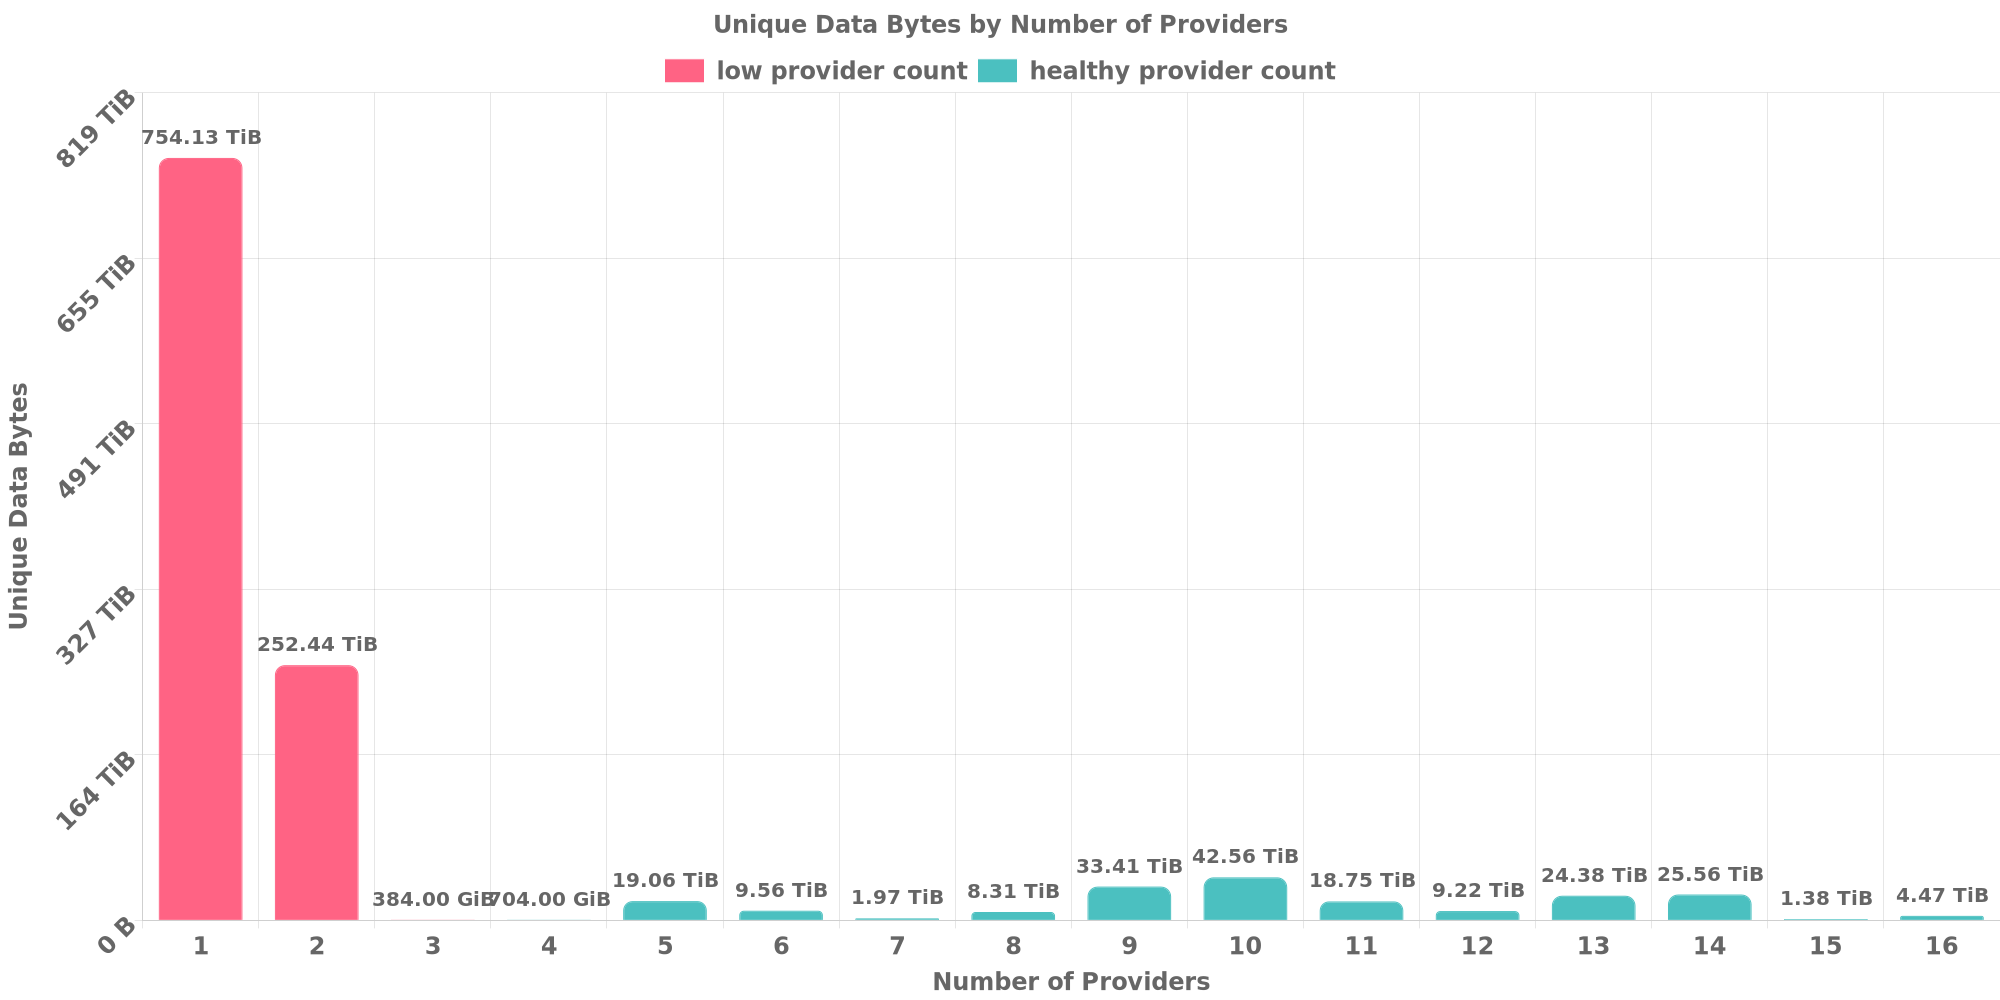 Unique Data Bytes by Number of Providers
low provider count
healthy provider count
Unique Data Bytes
819 TiB
655 TiB
491 TiB
327 TiB
164 TiB
0 B
754.13 TiB
252.44 TiB
384.00 GiB
704.00 GiB
19.06 TiB
9.56 TiB
1.97 TiB
8.31 TiB
33.41 TiB
42.56 TiB
18.75 TiB
9.22 TiB
24.38 TiB
25.56 TiB
1.38 TiB
4.47 TiB
1 2 3 4 5 6 7 8 9 10 11 12 13 14 15 16
Number of Providers